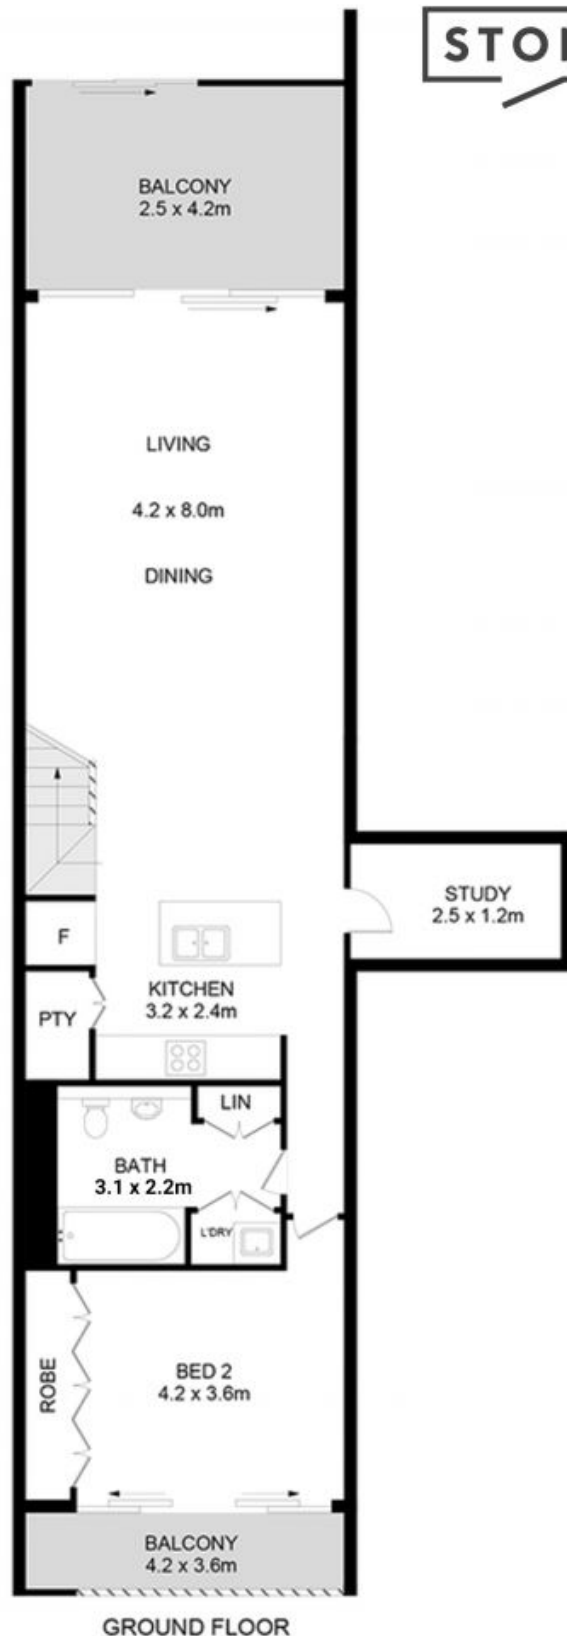 BALCONY
2.5 x 4.2m
LIVING
4.2 x 8.0m
DINING
STUDY
2.5 x 1.2m
F
KITCHEN
3.2 x 2.4m
PTY
LIN
BATH
3.1 x 2.2m
L'DRY
BED 2
4.2 x 3.6m
ROBE
BALCONY
4.2 x 3.6m
GROUND FLOOR